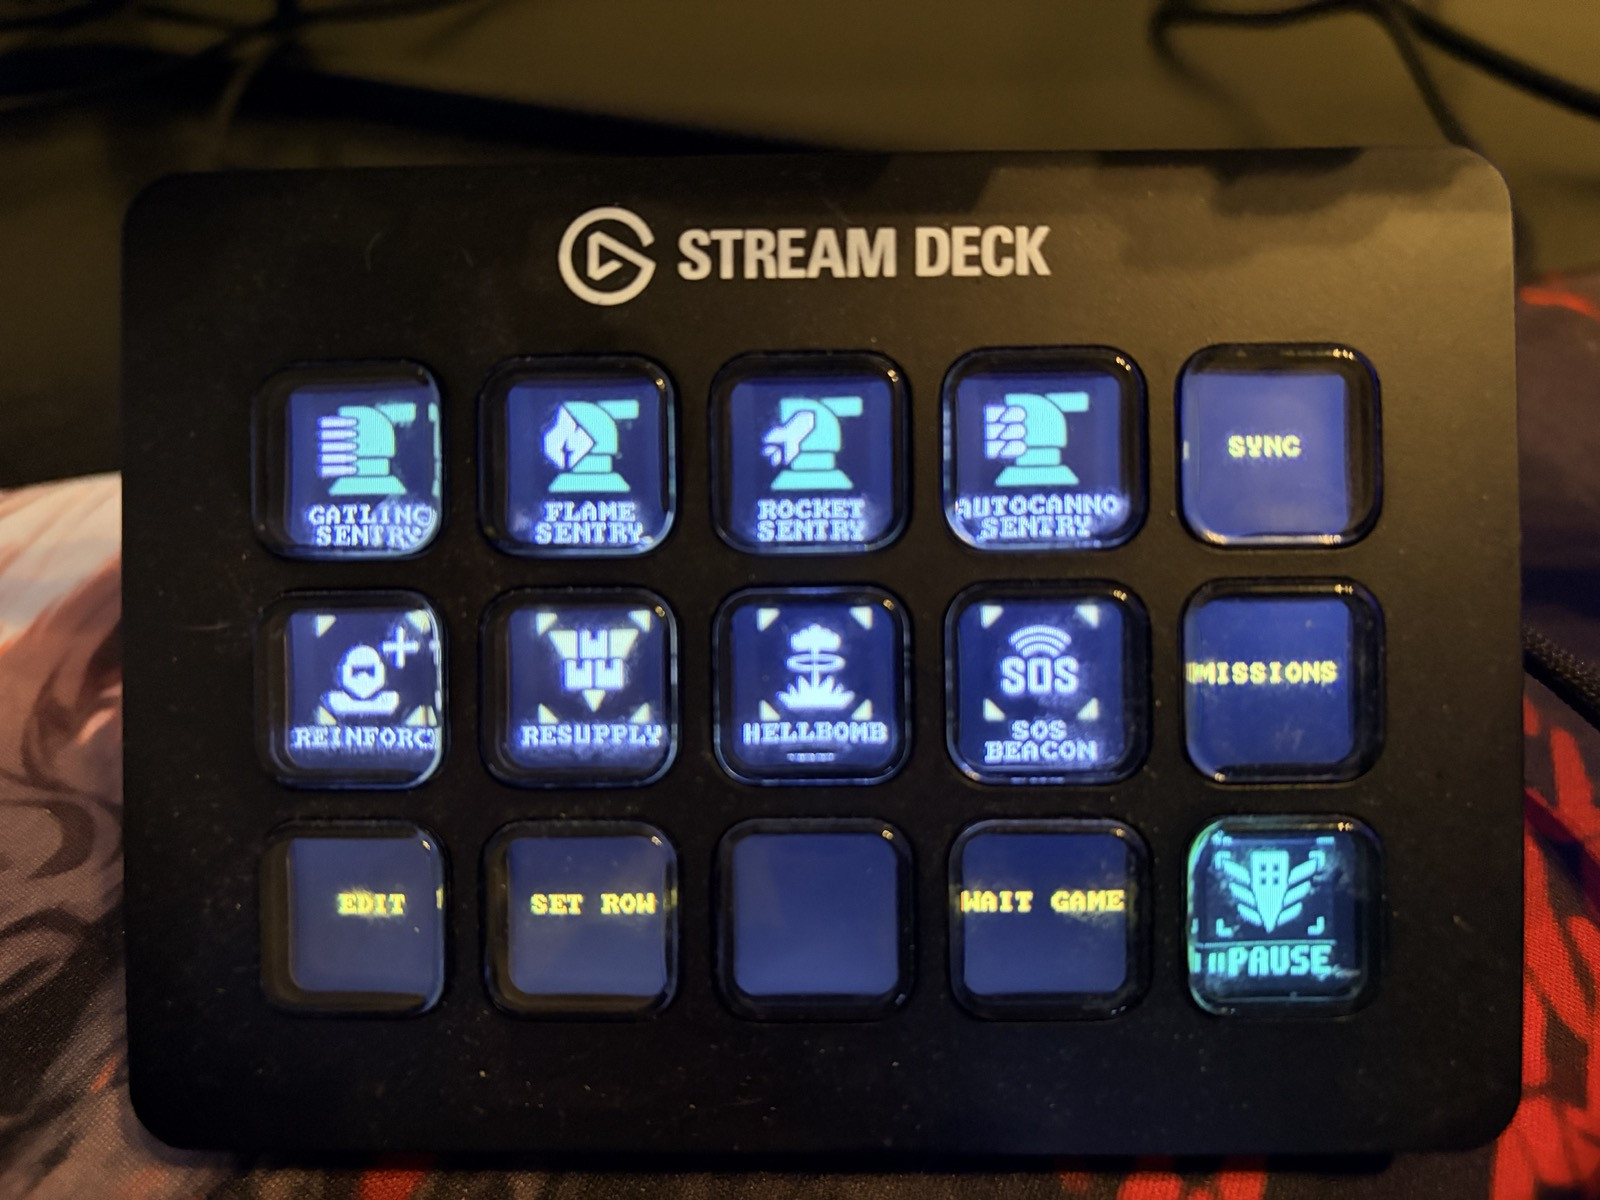 STREAM DECK
GATLING
SENTRY
FLAME
SENTRY
ROCKET
SENTRY
AUTOCANNO
SENTRY
SYNC
REINFORC
RESUPPLY
HELLBOMB
SOS
SOS
BEACON
MISSIONS
EDIT
SET ROW
WAIT GAME
PAUSE